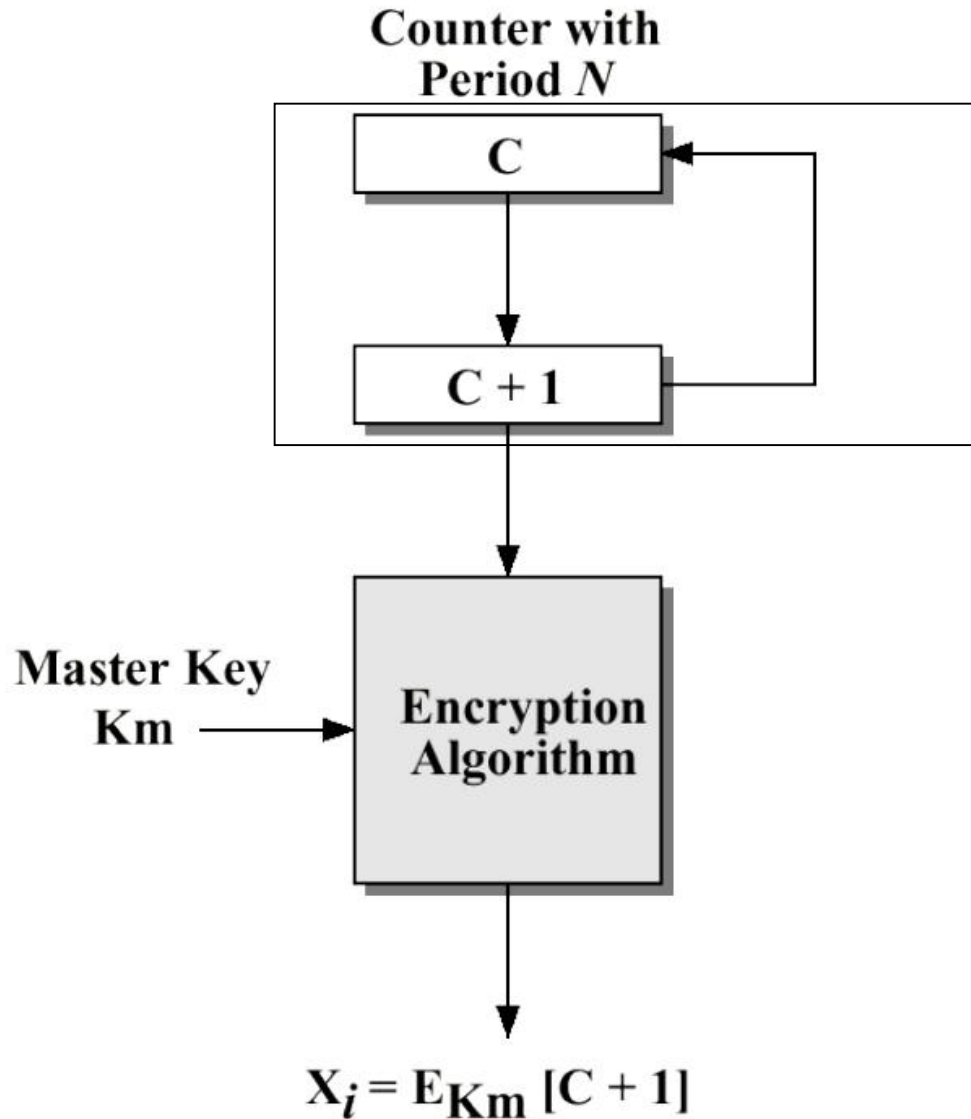 Counter with
Period N
C
C + 1
Master Key
Km
Encryption
Algorithm
Xi = EKm [C + 1]